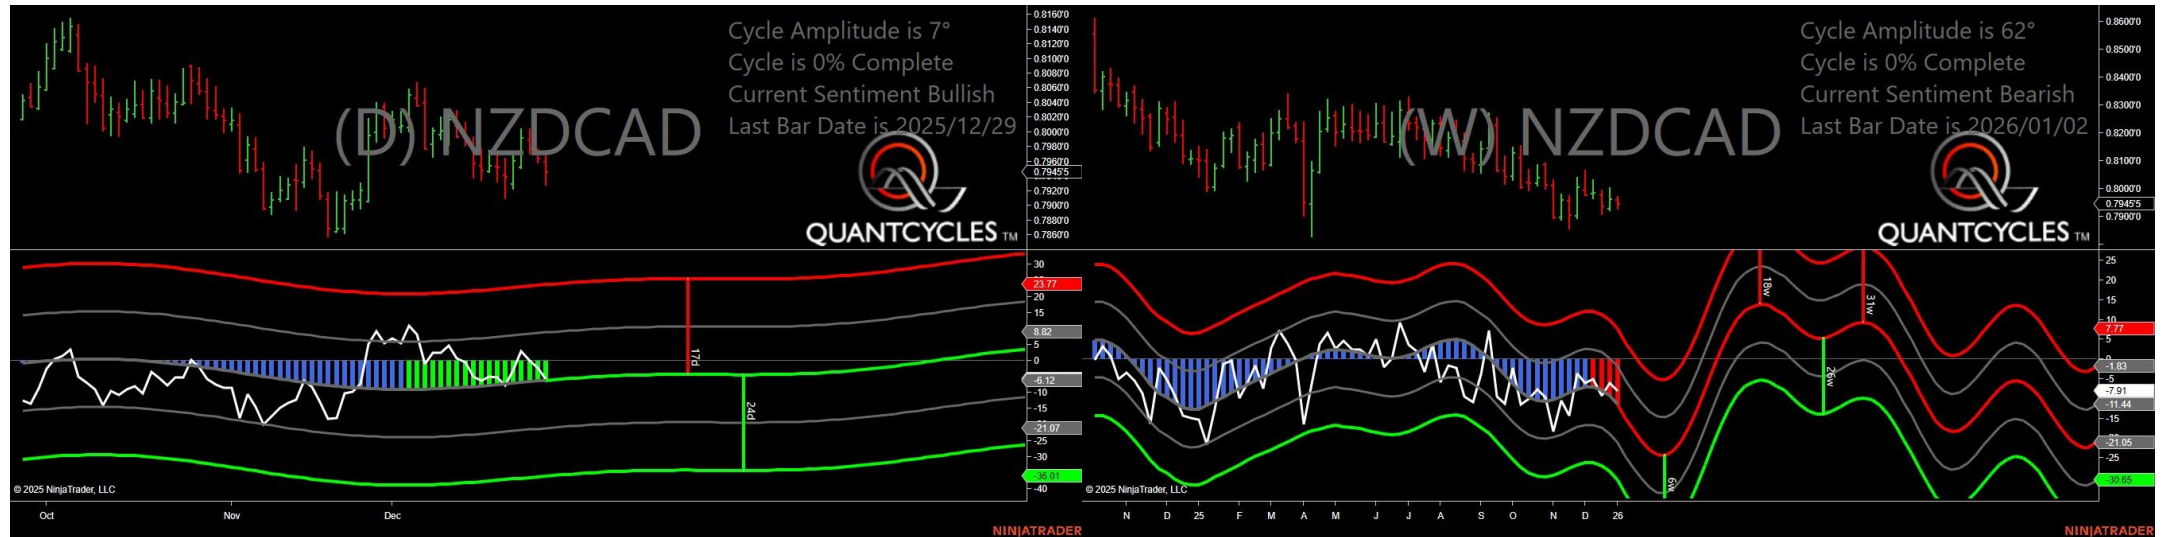 Cycle Amplitude is 7°
Cycle is 0% Complete
Current Sentiment Bullish
Last Bar Date is 2025/12/29
(D) NZDCAD
QUANTCYCLES TM
0.8160'0
0.8140'0
0.8120'0
0.8100'0
0.8080'0
0.8060'0
0.8040'0
0.8020'0
0.8000'0
0.7980'0
0.7960'0
0.7945'5
0.7920'0
0.7900'0
0.7880'0
0.7860'0
30
23.77
20
15
8.82
5
0
-6.12
-10
-15
-21.07
-25
-30
-36.01
-40
17d
24d
© 2025 NinjaTrader, LLC
Oct Nov Dec
NINJATRADER
Cycle Amplitude is 62°
Cycle is 0% Complete
Current Sentiment Bearish
Last Bar Date is 2026/01/02
(W) NZDCAD
QUANTCYCLES TM
0.8600'0
0.8500'0
0.8400'0
0.8300'0
0.8200'0
0.8100'0
0.8000'0
0.7945'5
0.7900'0
25
20
15
10
7.77
5
0
-1.83
-5
-7.91
-11.44
-15
-21.05
-25
-30.65
18w
31w
26w
6w
© 2025 NinjaTrader, LLC
N D 25 F M A M J J A S O N D 26
NINJATRADER